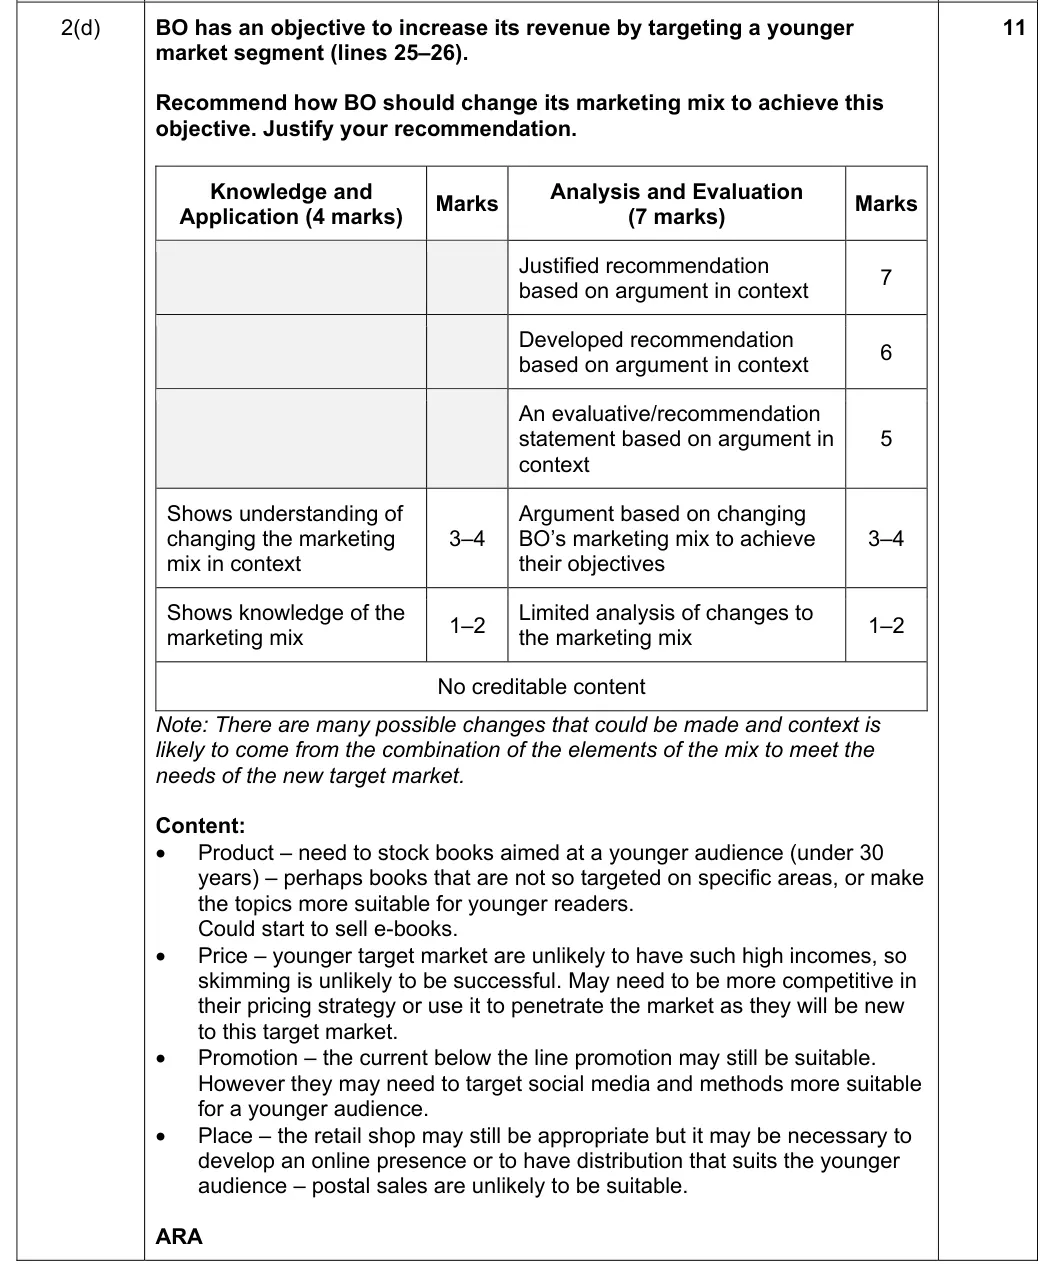 2(d)
BO has an objective to increase its revenue by targeting a younger
market segment (lines 25–26).
11
Recommend how BO should change its marketing mix to achieve this
objective. Justify your recommendation.
Knowledge and
Application (4 marks)
Marks
Analysis and Evaluation
(7 marks)
Marks
Justified recommendation
based on argument in context
7
Developed recommendation
based on argument in context
6
An evaluative/recommendation
statement based on argument in
context
5
Shows understanding of
changing the marketing
mix in context
3–4
Argument based on changing
BO’s marketing mix to achieve
their objectives
3–4
Shows knowledge of the
marketing mix
1–2
Limited analysis of changes to
the marketing mix
1–2
No creditable content
Note: There are many possible changes that could be made and context is
likely to come from the combination of the elements of the mix to meet the
needs of the new target market.
Content:
• Product – need to stock books aimed at a younger audience (under 30
years) – perhaps books that are not so targeted on specific areas, or make
the topics more suitable for younger readers.
Could start to sell e-books.
• Price – younger target market are unlikely to have such high incomes, so
skimming is unlikely to be successful. May need to be more competitive in
their pricing strategy or use it to penetrate the market as they will be new
to this target market.
• Promotion – the current below the line promotion may still be suitable.
However they may need to target social media and methods more suitable
for a younger audience.
• Place – the retail shop may still be appropriate but it may be necessary to
develop an online presence or to have distribution that suits the younger
audience – postal sales are unlikely to be suitable.
ARA